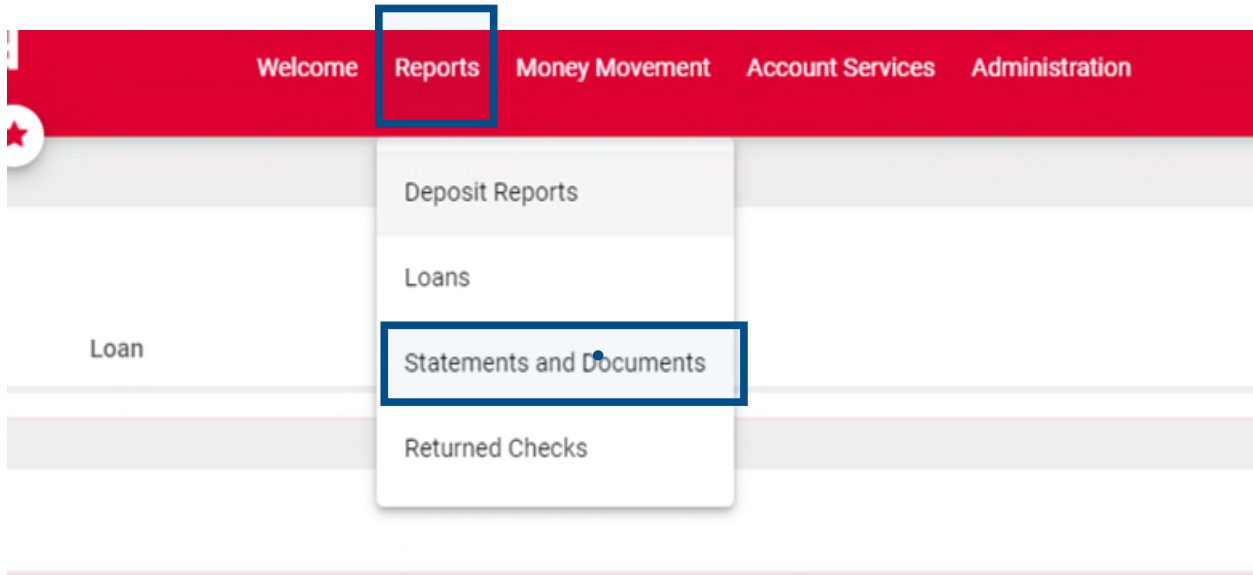 Welcome Reports Money Movement Account Services Administration
Deposit Reports
Loans
Loan
Statements and Documents
Returned Checks